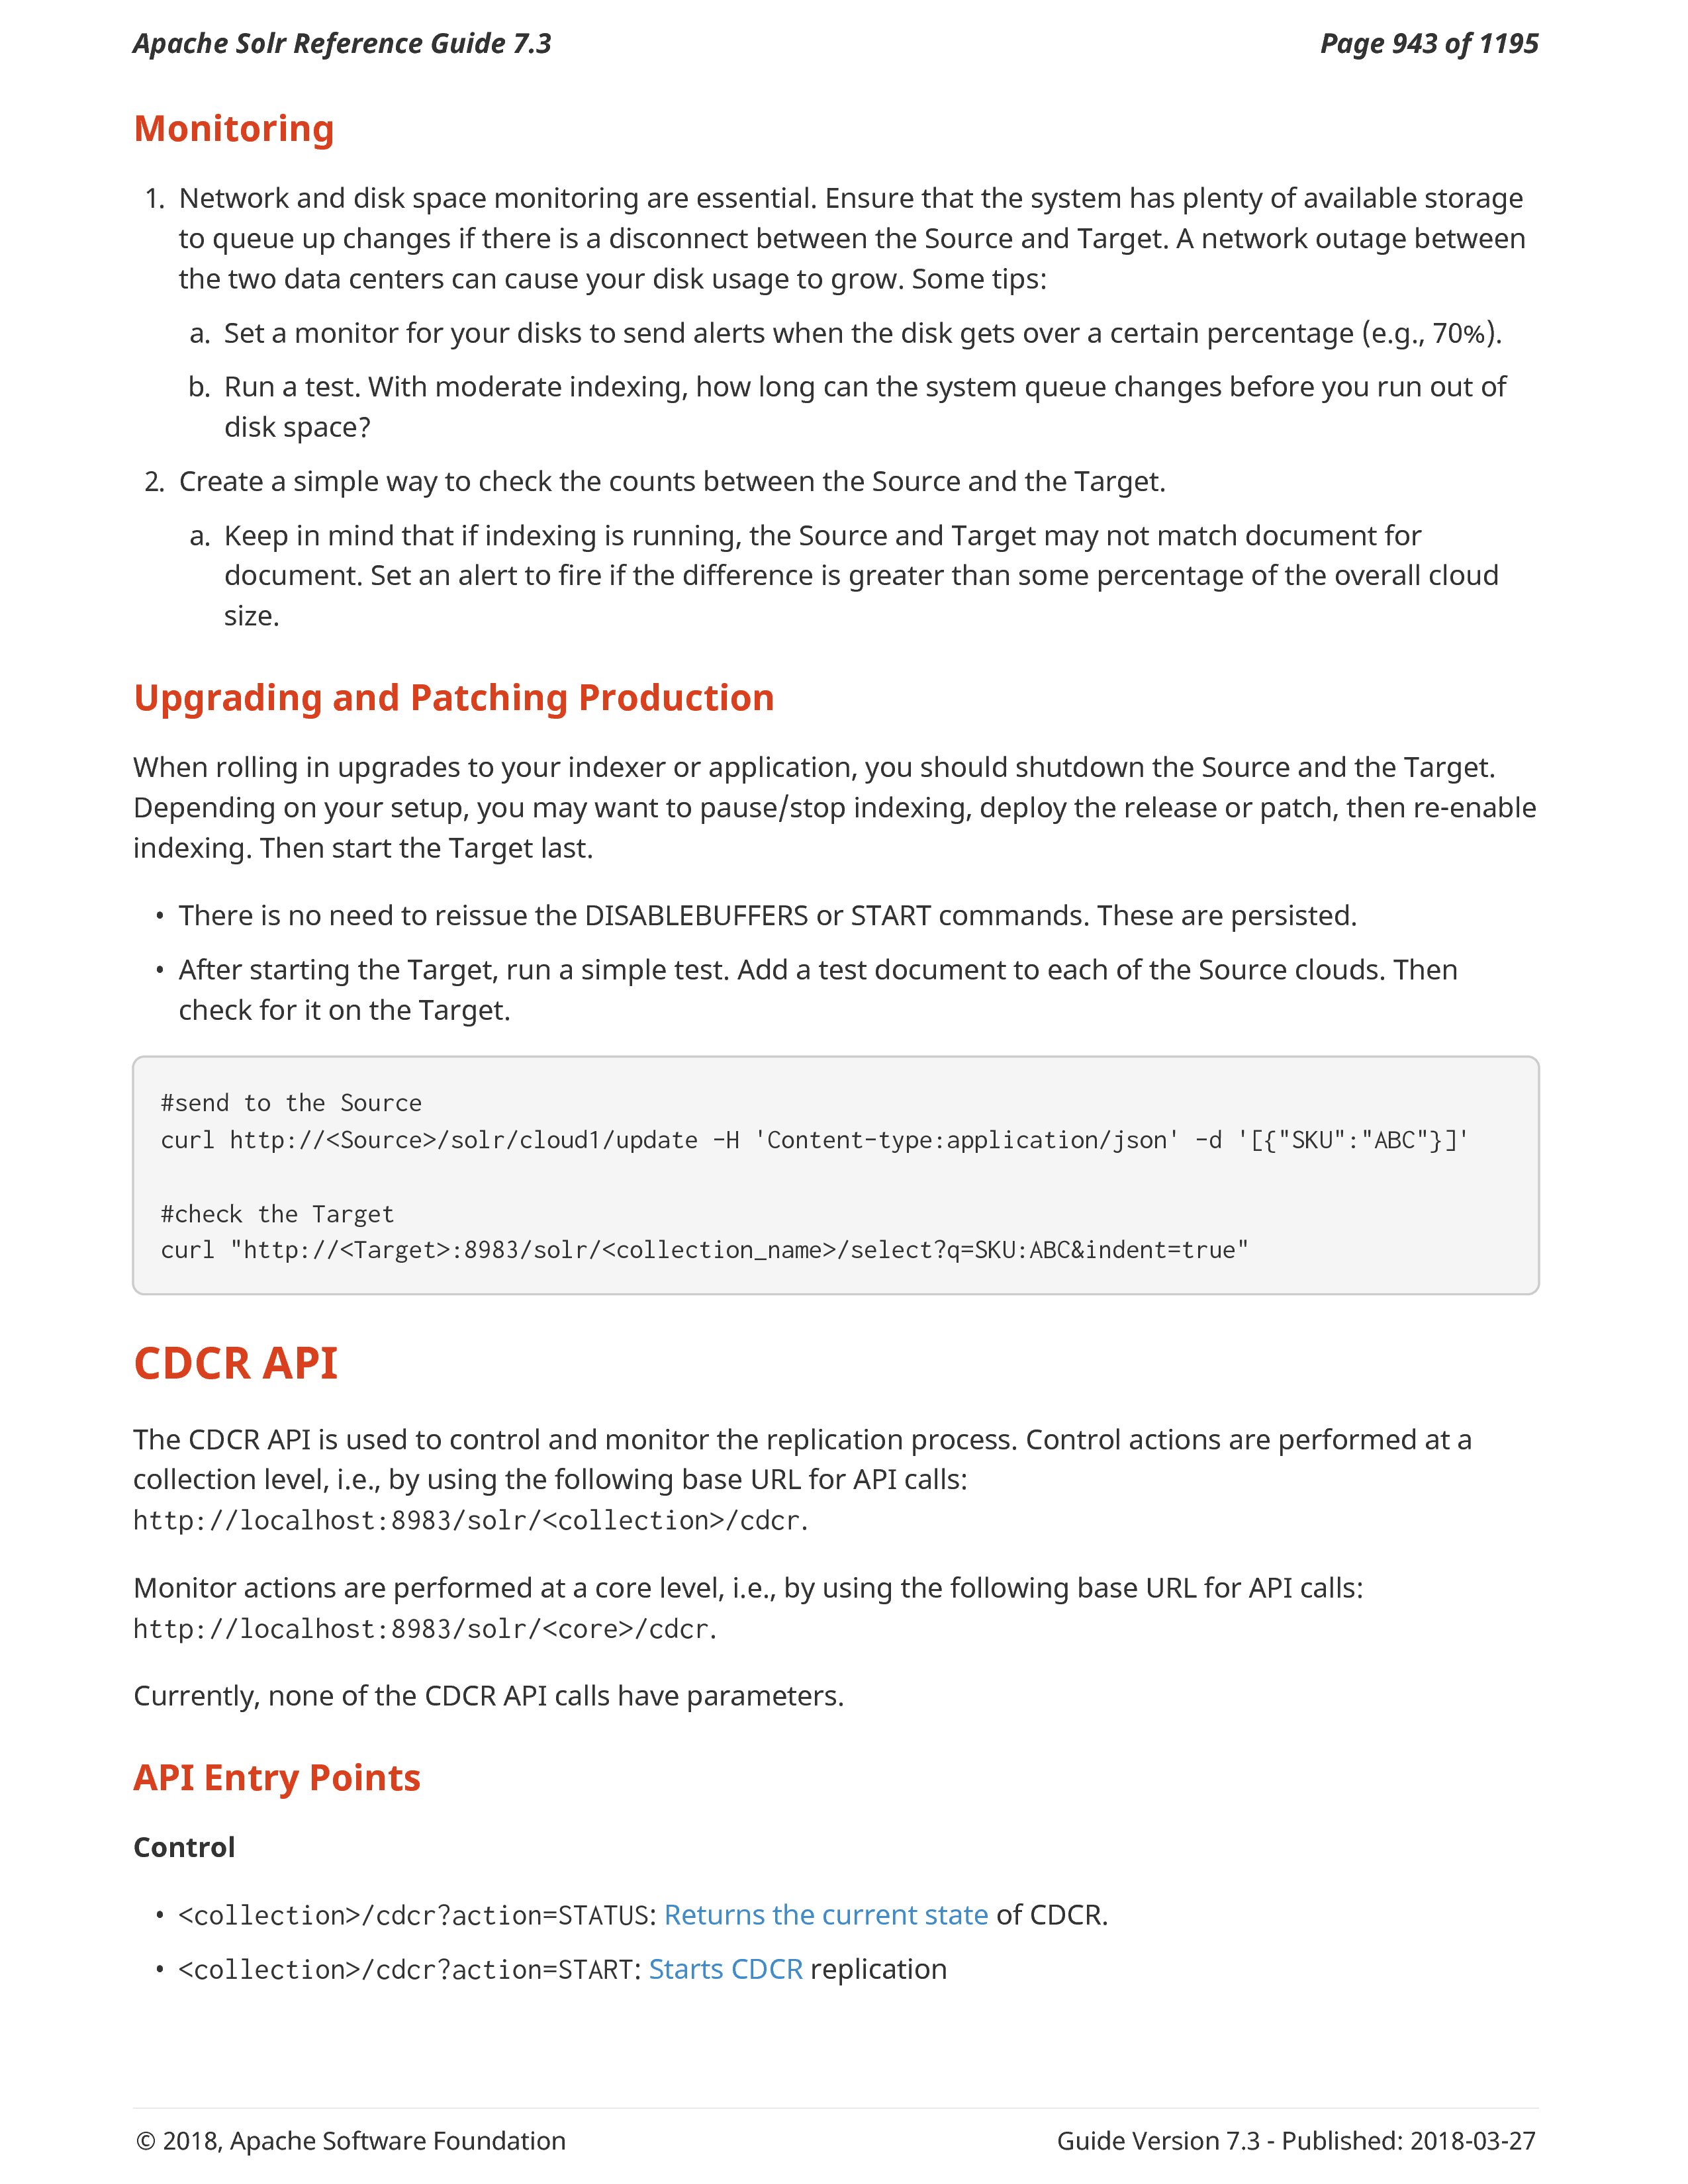 Apache Solr Reference Guide 7.3 Page 943 of 1195
Monitoring
1. Network and disk space monitoring are essential. Ensure that the system has plenty of available storage
to queue up changes if there is a disconnect between the Source and Target. A network outage between
the two data centers can cause your disk usage to grow. Some tips:
a. Set a monitor for your disks to send alerts when the disk gets over a certain percentage (e.g., 70%).
b. Run a test. With moderate indexing, how long can the system queue changes before you run out of
disk space?
2. Create a simple way to check the counts between the Source and the Target.
a. Keep in mind that if indexing is running, the Source and Target may not match document for
document. Set an alert to fire if the difference is greater than some percentage of the overall cloud
size.
Upgrading and Patching Production
When rolling in upgrades to your indexer or application, you should shutdown the Source and the Target.
Depending on your setup, you may want to pause/stop indexing, deploy the release or patch, then re-enable
indexing. Then start the Target last.
• There is no need to reissue the DISABLEBUFFERS or START commands. These are persisted.
• After starting the Target, run a simple test. Add a test document to each of the Source clouds. Then
check for it on the Target.
#send to the Source
curl http://<Source>/solr/cloud1/update -H 'Content-type:application/json' -d '[{"SKU":"ABC"}]'
#check the Target
curl "http://<Target>:8983/solr/<collection_name>/select?q=SKU:ABC&indent=true"
CDCR API
The CDCR API is used to control and monitor the replication process. Control actions are performed at a
collection level, i.e., by using the following base URL for API calls:
http://localhost:8983/solr/<collection>/cdcr.
Monitor actions are performed at a core level, i.e., by using the following base URL for API calls:
http://localhost:8983/solr/<core>/cdcr.
Currently, none of the CDCR API calls have parameters.
API Entry Points
Control
• <collection>/cdcr?action=STATUS: Returns the current state of CDCR.
• <collection>/cdcr?action=START: Starts CDCR replication
© 2018, Apache Software Foundation Guide Version 7.3 - Published: 2018-03-27